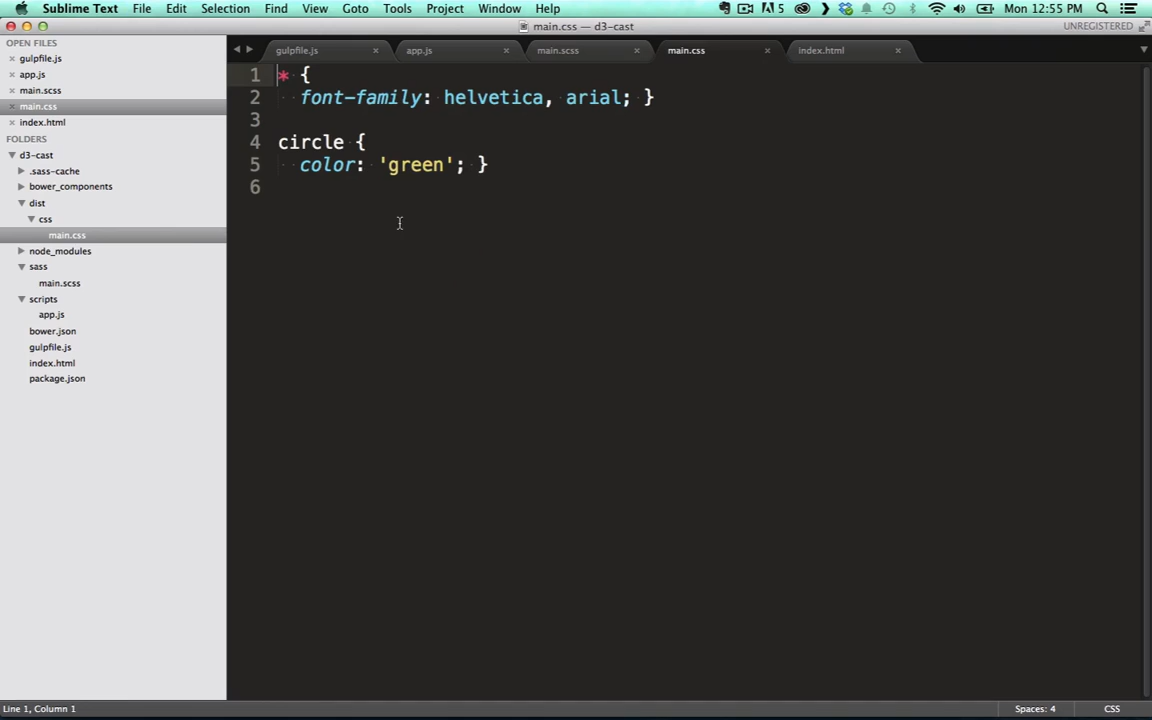 Sublime Text File Edit Selection Find View Goto Tools Project Window Help 5 Mon 12:55 PM
main.css — d3-cast UNREGISTERED
OPEN FILES
gulpfile.js
app.js
main.scss
main.css
index.html
FOLDERS
d3-cast
.sass-cache
bower_components
dist
css
main.css
node_modules
sass
main.scss
scripts
app.js
bower.json
gulpfile.js
index.html
package.json
gulpfile.js app.js main.scss main.css index.html
1 * {
2 font-family: helvetica, arial; }
3
4 circle {
5 color: 'green'; }
6
Line 1, Column 1 Spaces: 4 CSS